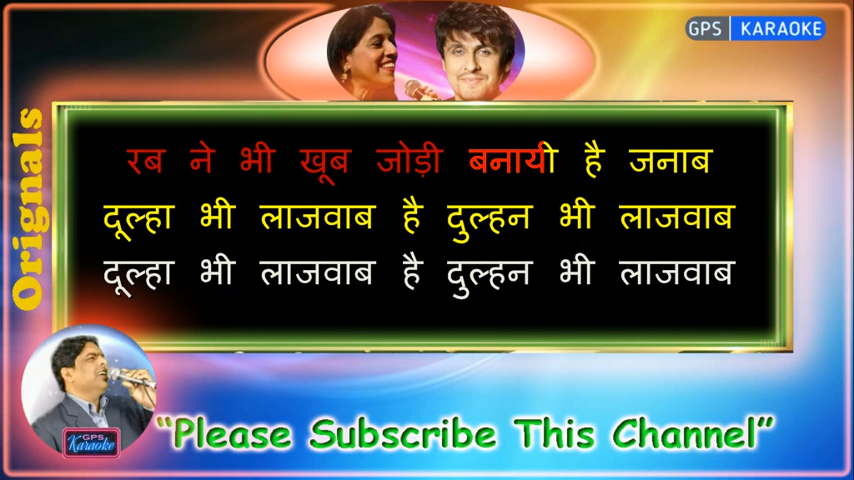 GPS KARAOKE
Orignals
रब ने भी खूब जोड़ी बनायी है जनाब
दूल्हा भी लाजवाब है दुल्हन भी लाजवाब
दूल्हा भी लाजवाब है दुल्हन भी लाजवाब
GPS
Karaoke
“Please Subscribe This Channel”